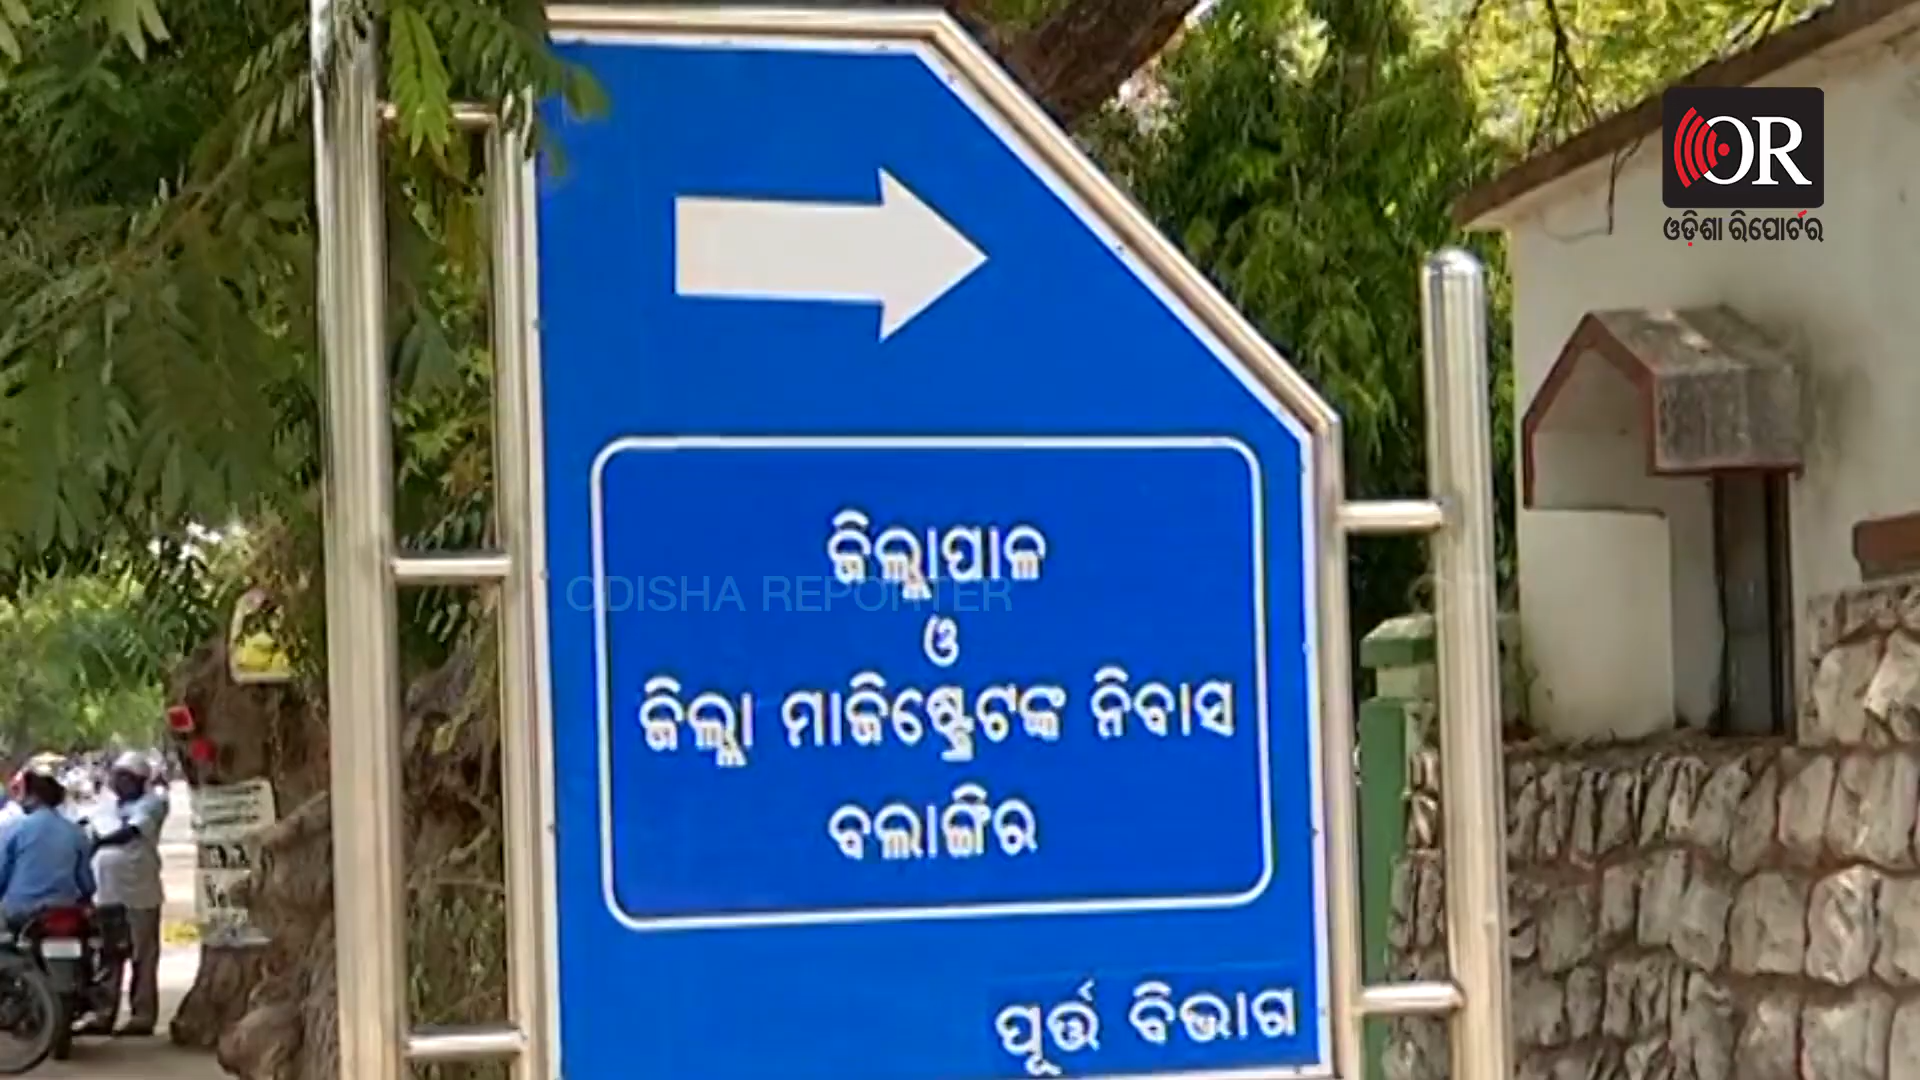 OR
ଓଡ଼ିଶା ରିପୋର୍ଟର
ଜିଲ୍ଲାପାଳ
ODISHA REPORTER
ଓ
ଜିଲ୍ଲା ମାଜିଷ୍ଟ୍ରେଟଙ୍କ ନିବାସ
ବଲାଙ୍ଗିର
ପୂର୍ତ୍ତ ବିଭାଗ